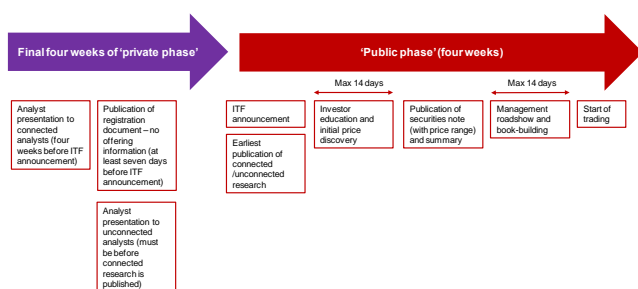 Final four weeks of 'private phase'
'Public phase' (four weeks)
Max 14 days
Max 14 days
Analyst
presentation to
connected
analysts (four
weeks before ITF
announcement)
Publication of
registration
document – no
offering
information (at
least seven days
before ITF
announcement)
Analyst
presentation to
unconnected
analysts (must
be before
connected
research is
published)
ITF
announcement
Earliest
publication of
connected
/unconnected
research
Investor
education and
initial price
discovery
Publication of
securities note
(with price range)
and summary
Management
roadshow and
book-building
Start of
trading